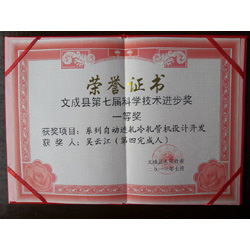 荣誉证书
文成县第七届科学技术进步奖
一等奖
获奖项目：系列自动进机冷轧管机设计开发
获 奖 人：吴云江（第四完成人）